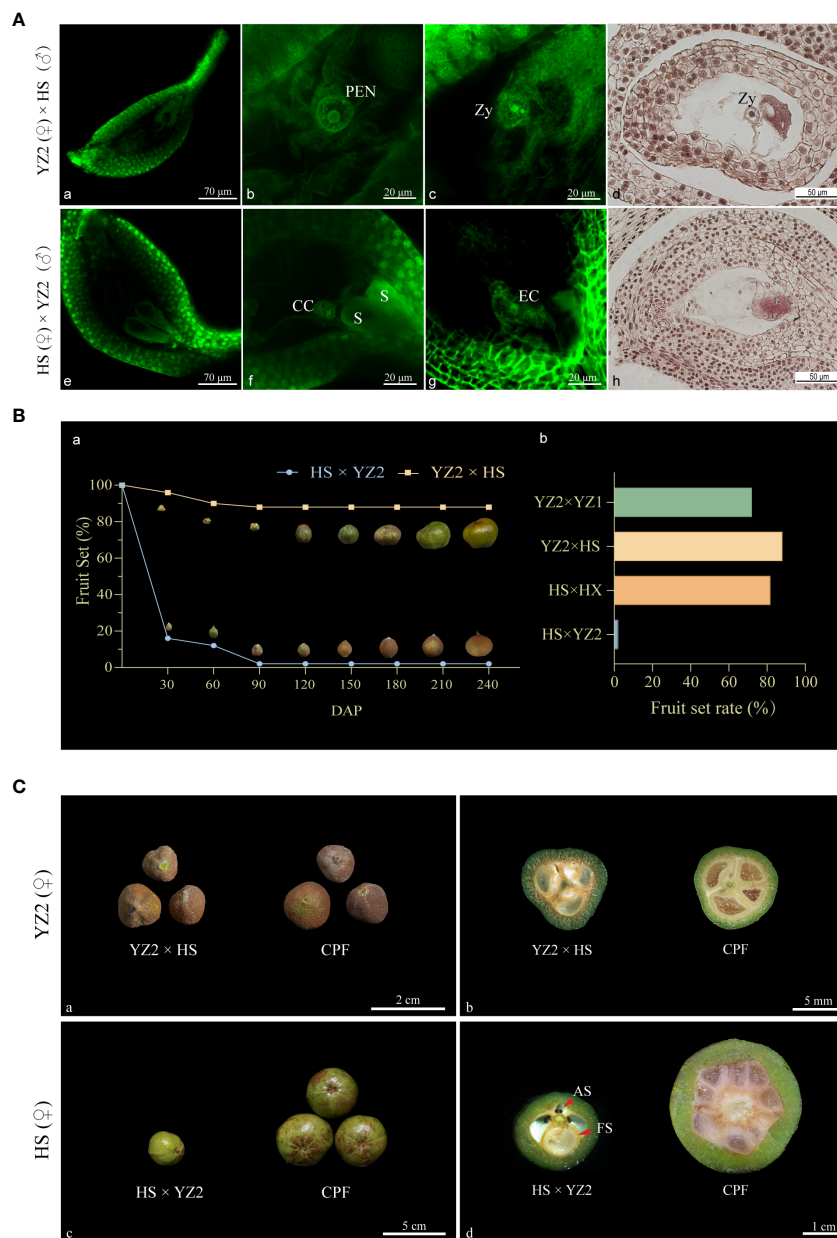 A
YZ2 (♀) × HS (♂)
a
70 μm
b
PEN
20 μm
c
Zy
20 μm
d
Zy
50 μm
HS (♀) × YZ2 (♂)
e
70 μm
f
CC
S
S
20 μm
g
EC
20 μm
h
50 μm
B
a
HS × YZ2
YZ2 × HS
Fruit Set (%)
100
80
60
40
20
0
30 60 90 120 150 180 210 240
DAP
b
YZ2×YZ1
YZ2×HS
HS×HX
HS×YZ2
0 20 40 60 80 100
Fruit set rate (%)
C
YZ2 (♀)
YZ2 × HS
CPF
a
2 cm
YZ2 × HS
CPF
b
5 mm
HS (♀)
HS × YZ2
CPF
c
5 cm
AS
FS
HS × YZ2
CPF
d
1 cm